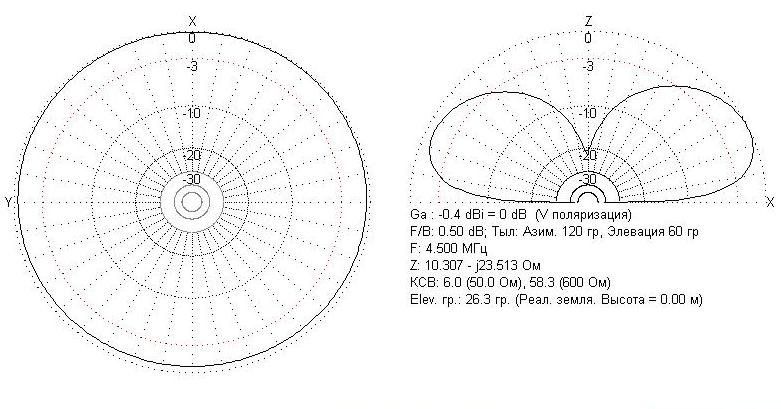 X
0
-3
-10
-20
-30
Y
Z
0
-3
-10
-20
-30
X
Ga : -0.4 dBi = 0 dB (V поляризация)
F/B: 0.50 dB; Тыл: Азим. 120 гр, Элевация 60 гр
F: 4.500 МГц
Z: 10.307 - j23.513 Ом
КСВ: 6.0 (50.0 Ом), 58.3 (600 Ом)
Elev. гр.: 26.3 гр. (Реал. земля. Высота = 0.00 м)